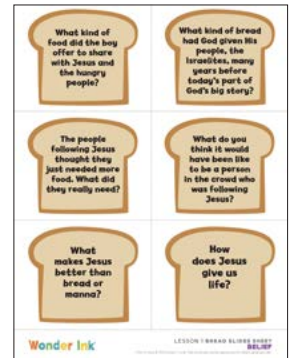 What kind of
food did the boy
offer to share
with Jesus and
the hungry
people?
What kind of bread
had God given His
people, the
Israelites, many
years before
today's part of
God's big story?
The people
following Jesus
thought they
just needed more
food. What did
they really need?
What do you
think it would
have been like
to be a person
in the crowd who
was following
Jesus?
What
makes Jesus
better than
bread or
manna?
How
does Jesus
give us
life?
Wonder Ink
LESSON 1 BREAD SLICES SHEET
RELIEF